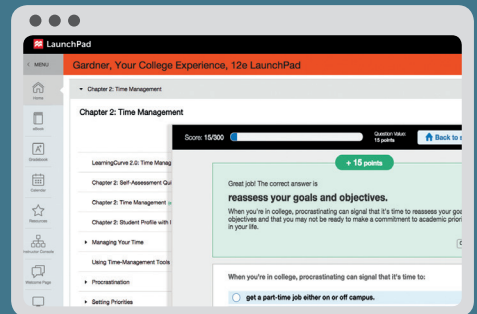 LaunchPad
< MENU
Gardner, Your College Experience, 12e LaunchPad
Home
Chapter 2: Time Management
eBook
Chapter 2: Time Management
Gradebook
Score: 15/300
Question Value:
15 points
Back to
+ 15 points
Calendar
LearningCurve 2.0: Time Manag
Great job! The correct answer is
Chapter 2: Self-Assessment Qui
reassess your goals and objectives.
Resources
Chapter 2: Time Management
When you're in college, procrastinating can signal that it's time to reassess your goa
objectives and that you may not be ready to make a commitment to academic priori
in your life.
Chapter 2: Student Profile with I
Instructor Console
Managing Your Time
Using Time-Management Tools
When you're in college, procrastinating can signal that it's time to:
Welcome Page
Procrastination
get a part-time job either on or off campus.
Setting Priorities